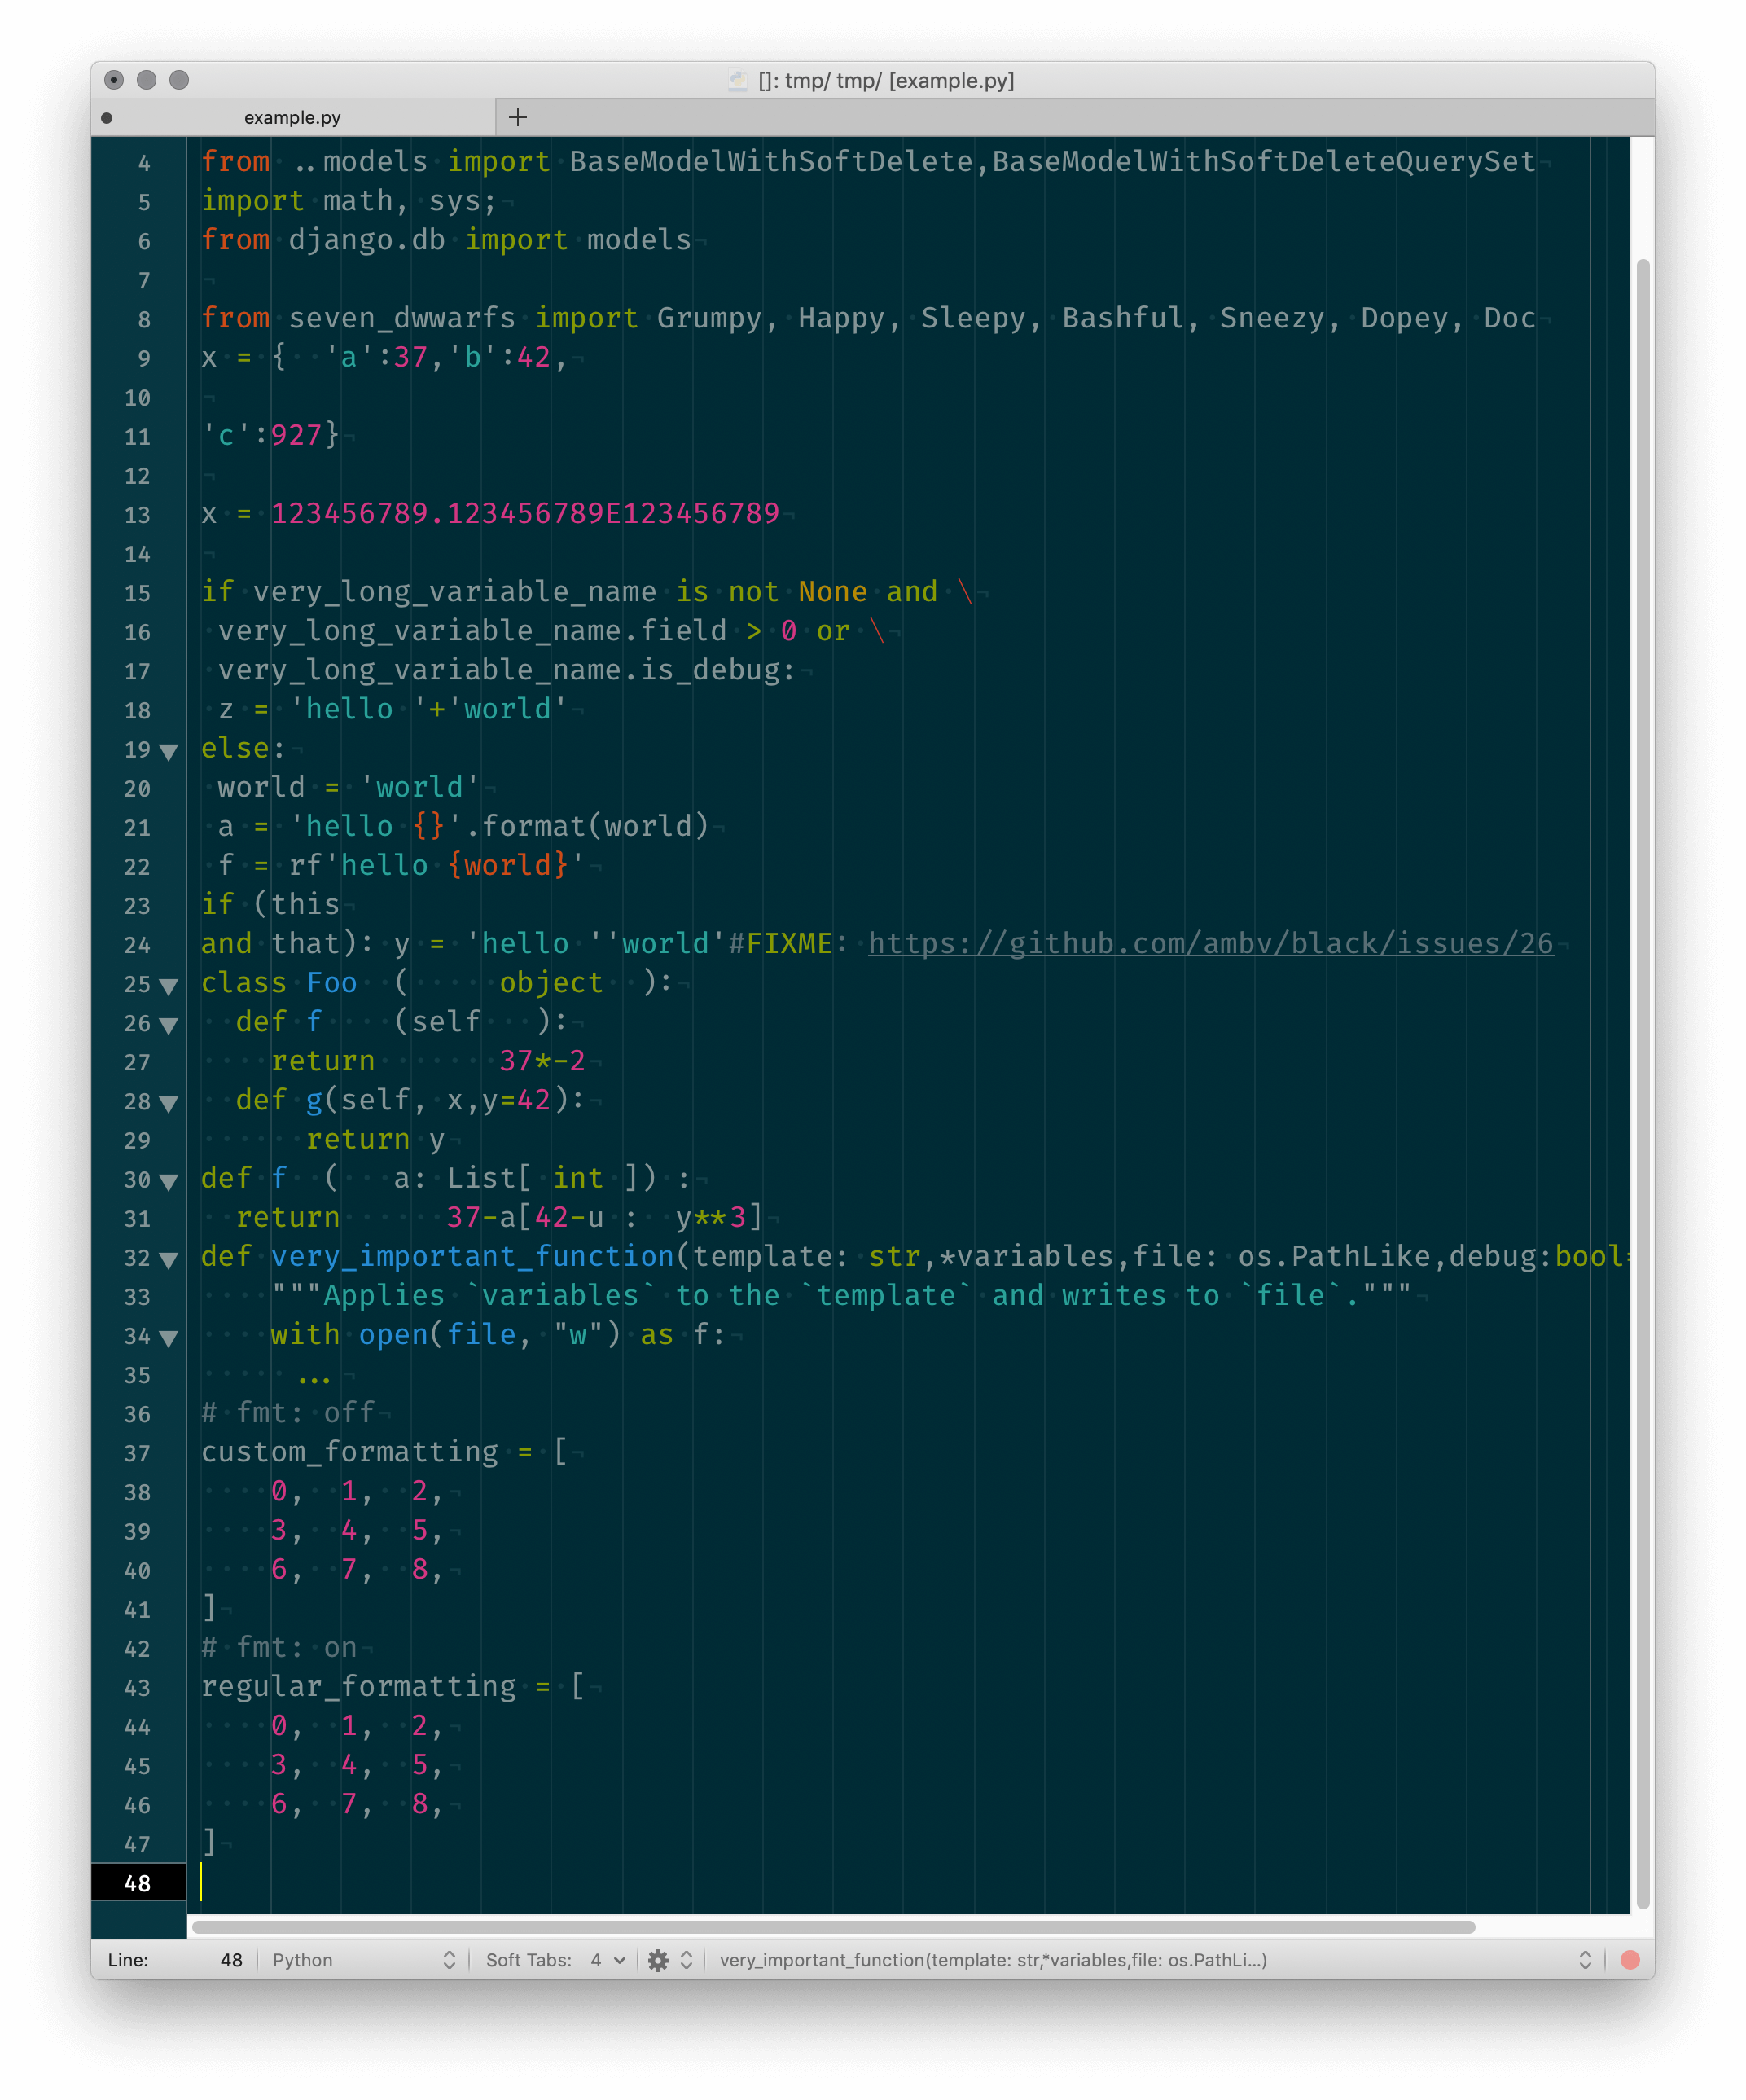 []: tmp/ tmp/ [example.py]
example.py
4 from ..models import BaseModelWithSoftDelete,BaseModelWithSoftDeleteQuerySet
5 import math, sys;
6 from django.db import models
7
8 from seven_dwwarfs import Grumpy, Happy, Sleepy, Bashful, Sneezy, Dopey, Doc
9 x = {  'a':37,'b':42,
10
11 'c':927}
12
13 x = 123456789.123456789E123456789
14
15 if very_long_variable_name is not None and \
16  very_long_variable_name.field > 0 or \
17  very_long_variable_name.is_debug:
18  z = 'hello '+'world'
19 else:
20  world = 'world'
21  a = 'hello {}'.format(world)
22  f = rf'hello {world}'
23 if (this
24 and that): y = 'hello ''world'#FIXME: https://github.com/ambv/black/issues/26
25 class Foo  (     object  ):
26   def f    (self   ):
27     return       37*-2
28   def g(self, x,y=42):
29       return y
30 def f  (   a: List[ int ]) :
31   return      37-a[42-u :  y**3]
32 def very_important_function(template: str,*variables,file: os.PathLike,debug:bool=
33     """Applies `variables` to the `template` and writes to `file`."""
34     with open(file, "w") as f:
35      ...
36 # fmt: off
37 custom_formatting = [
38     0,  1,  2,
39     3,  4,  5,
40     6,  7,  8,
41 ]
42 # fmt: on
43 regular_formatting = [
44     0,  1,  2,
45     3,  4,  5,
46     6,  7,  8,
47 ]
48
Line: 48 Python Soft Tabs: 4 very_important_function(template: str,*variables,file: os.PathLi...)